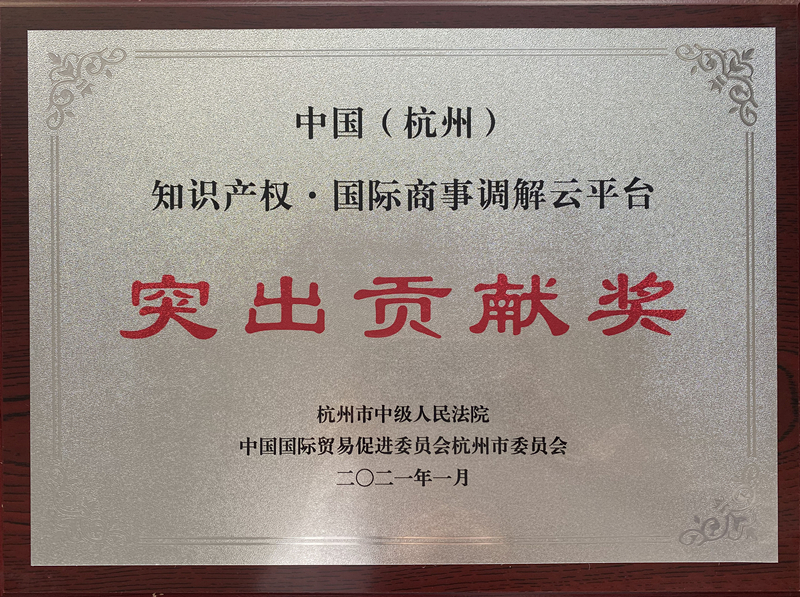 中国（杭州）
知识产权·国际商事调解云平台
突出贡献奖
杭州市中级人民法院
中国国际贸易促进委员会杭州市委员会
二〇二一年一月